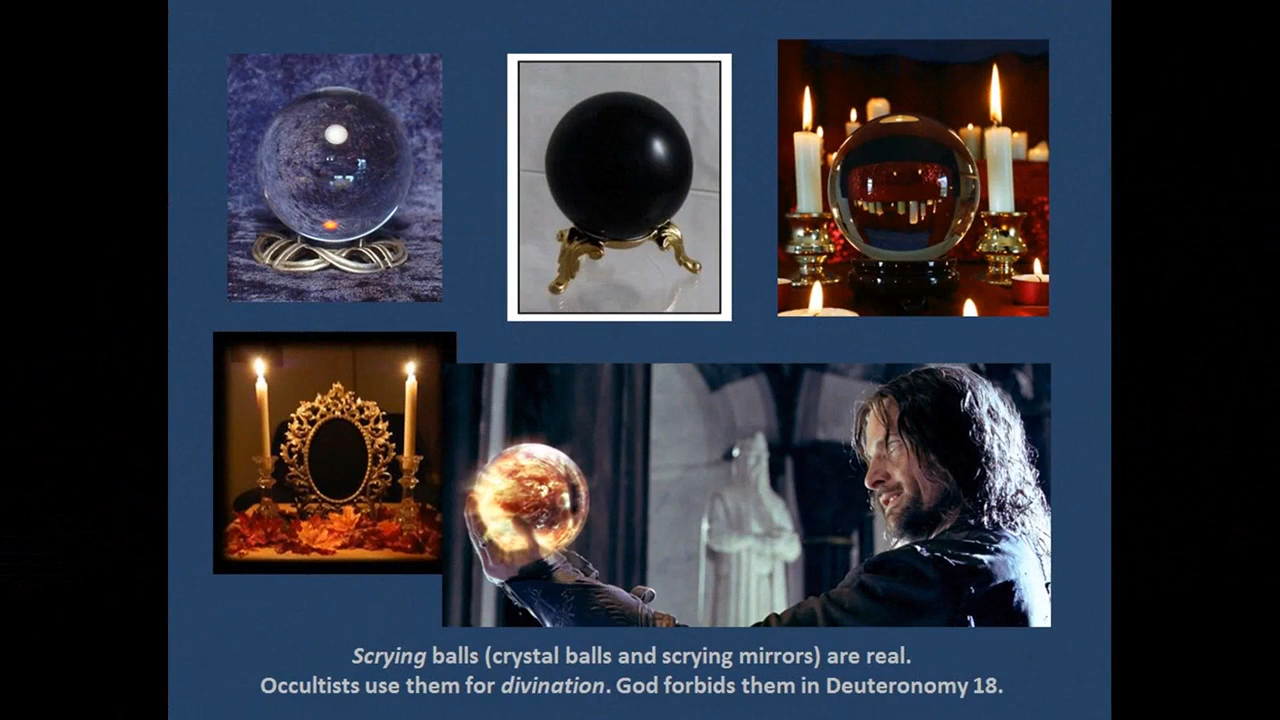 Scrying balls (crystal balls and scrying mirrors) are real.
Occultists use them for divination. God forbids them in Deuteronomy 18.